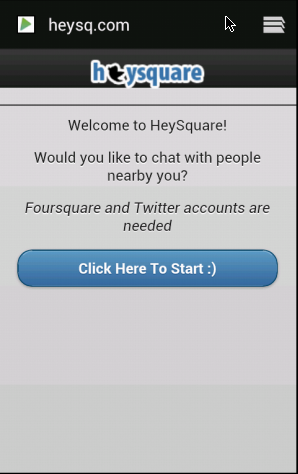 heysq.com
heysquare
Welcome to HeySquare!
Would you like to chat with people
nearby you?
Foursquare and Twitter accounts are
needed
Click Here To Start :)